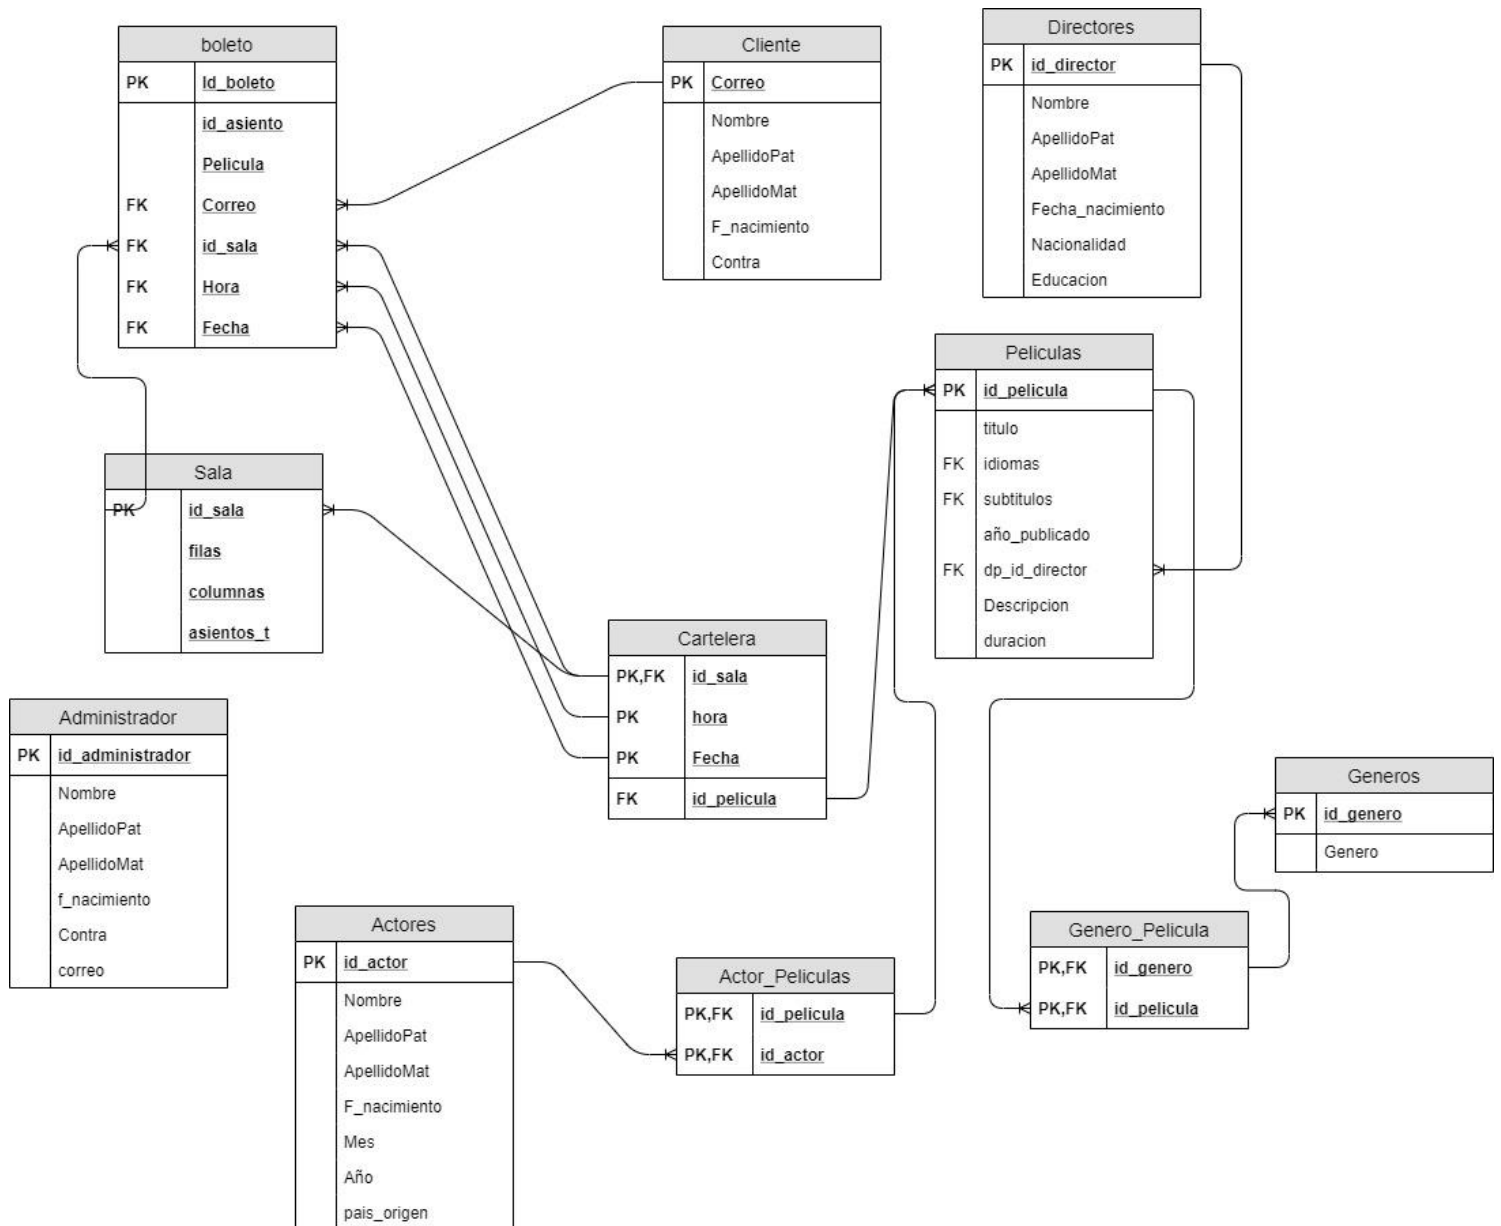 boleto
PK Id_boleto
id_asiento
Pelicula
FK Correo
FK id_sala
FK Hora
FK Fecha
Cliente
PK Correo
Nombre
ApellidoPat
ApellidoMat
F_nacimiento
Contra
Directores
PK id_director
Nombre
ApellidoPat
ApellidoMat
Fecha_nacimiento
Nacionalidad
Educacion
Peliculas
PK id_pelicula
titulo
FK idiomas
FK subtitulos
año_publicado
FK dp_id_director
Descripcion
duracion
Sala
PK id_sala
filas
columnas
asientos_t
Cartelera
PK,FK id_sala
PK hora
PK Fecha
FK id_pelicula
Administrador
PK id_administrador
Nombre
ApellidoPat
ApellidoMat
f_nacimiento
Contra
correo
Generos
PK id_genero
Genero
Actores
PK id_actor
Nombre
ApellidoPat
ApellidoMat
F_nacimiento
Mes
Año
pais_origen
Actor_Peliculas
PK,FK id_pelicula
PK,FK id_actor
Genero_Pelicula
PK,FK id_genero
PK,FK id_pelicula